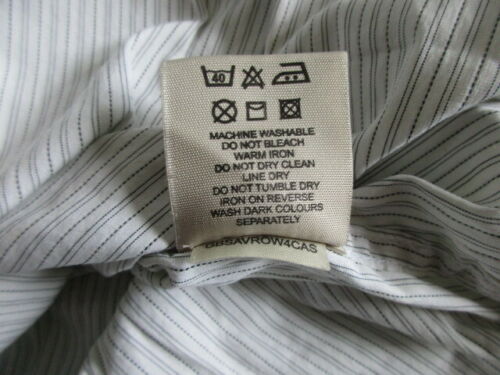 40
MACHINE WASHABLE
DO NOT BLEACH
WARM IRON
DO NOT DRY CLEAN
LINE DRY
DO NOT TUMBLE DRY
IRON ON REVERSE
WASH DARK COLOURS
SEPARATELY
GBSAVROW4CAS